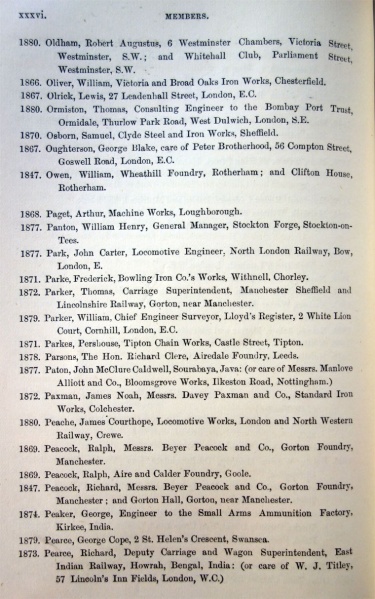 xxxvi. MEMBERS.
1880. Oldham, Robert Augustus, 6 Westminster Chambers, Victoria Street,
Westminster, S.W.; and Whitehall Club, Parliament Street,
Westminster, S.W.
1866. Oliver, William, Victoria and Broad Oaks Iron Works, Chesterfield.
1867. Olrick, Lewis, 27 Leadenhall Street, London, E.C.
1880. Ormiston, Thomas, Consulting Engineer to the Bombay Port Trust,
Ormidale, Thurlow Park Road, West Dulwich, London, S.E.
1870. Osborn, Samuel, Clyde Steel and Iron Works, Sheffield.
1867. Oughterson, George Blake, care of Peter Brotherhood, 56 Compton Street,
Goswell Road, London, E.C.
1847. Owen, William, Wheathill Foundry, Rotherham; and Clifton House,
Rotherham.
1868. Paget, Arthur, Machine Works, Loughborough.
1877. Panton, William Henry, General Manager, Stockton Forge, Stockton-on-
Tees.
1877. Park, John Carter, Locomotive Engineer, North London Railway, Bow,
London, E.
1871. Parke, Frederick, Bowling Iron Co.'s Works, Withnell, Chorley.
1872. Parker, Thomas, Carriage Superintendent, Manchester Sheffield and
Lincolnshire Railway, Gorton, near Manchester.
1879. Parker, William, Chief Engineer Surveyor, Lloyd's Register, 2 White Lion
Court, Cornhill, London, E.C.
1871. Parkes, Pershouse, Tipton Chain Works, Castle Street, Tipton.
1878. Parsons, The Hon. Richard Clere, Airedale Foundry, Leeds.
1877. Paton, John McClure Caldwell, Sourabaya, Java: (or care of Messrs. Manlove
Alliott and Co., Bloomsgrove Works, Ilkeston Road, Nottingham.)
1872. Paxman, James Noah, Messrs. Davey Paxman and Co., Standard Iron
Works, Colchester.
1880. Peache, James Courthope, Locomotive Works, London and North Western
Railway, Crewe.
1869. Peacock, Ralph, Messrs. Beyer Peacock and Co., Gorton Foundry,
Manchester.
1869. Peacock, Ralph, Aire and Calder Foundry, Goole.
1847. Peacock, Richard, Messrs. Beyer Peacock and Co., Gorton Foundry,
Manchester; and Gorton Hall, Gorton, near Manchester.
1874. Peaker, George, Engineer to the Small Arms Ammunition Factory,
Kirkee, India.
1879. Pearce, George Cope, 2 St. Helen's Crescent, Swansea.
1873. Pearce, Richard, Deputy Carriage and Wagon Superintendent, East
Indian Railway, Howrah, Bengal, India: (or care of W. J. Titley,
57 Lincoln's Inn Fields, London, W.C.)